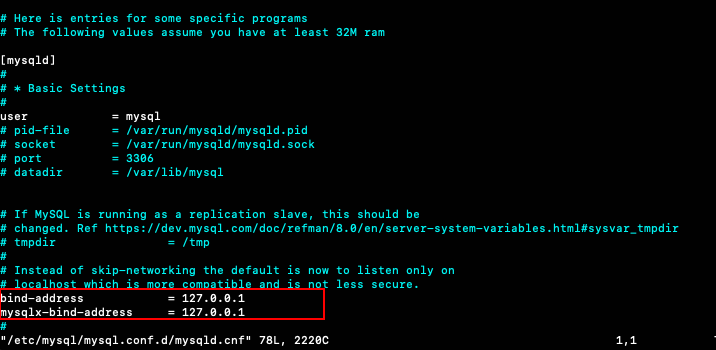 # Here is entries for some specific programs
# The following values assume you have at least 32M ram
[mysqld]
#
# * Basic Settings
#
user            = mysql
# pid-file      = /var/run/mysqld/mysqld.pid
# socket        = /var/run/mysqld/mysqld.sock
# port          = 3306
# datadir       = /var/lib/mysql
# If MySQL is running as a replication slave, this should be
# changed. Ref https://dev.mysql.com/doc/refman/8.0/en/server-system-variables.html#sysvar_tmpdir
# tmpdir                = /tmp
#
# Instead of skip-networking the default is now to listen only on
# localhost which is more compatible and is not less secure.
bind-address            = 127.0.0.1
mysqlx-bind-address     = 127.0.0.1
#
"/etc/mysql/mysql.conf.d/mysqld.cnf" 78L, 2220C                                         1,1